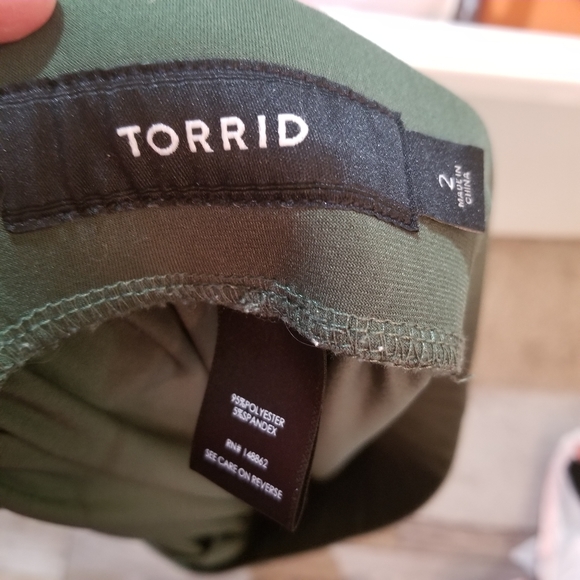 TORRID
2
MADE IN
CHINA
95%POLYESTER
5%SPANDEX
RN# 148862
SEE CARE ON REVERSE